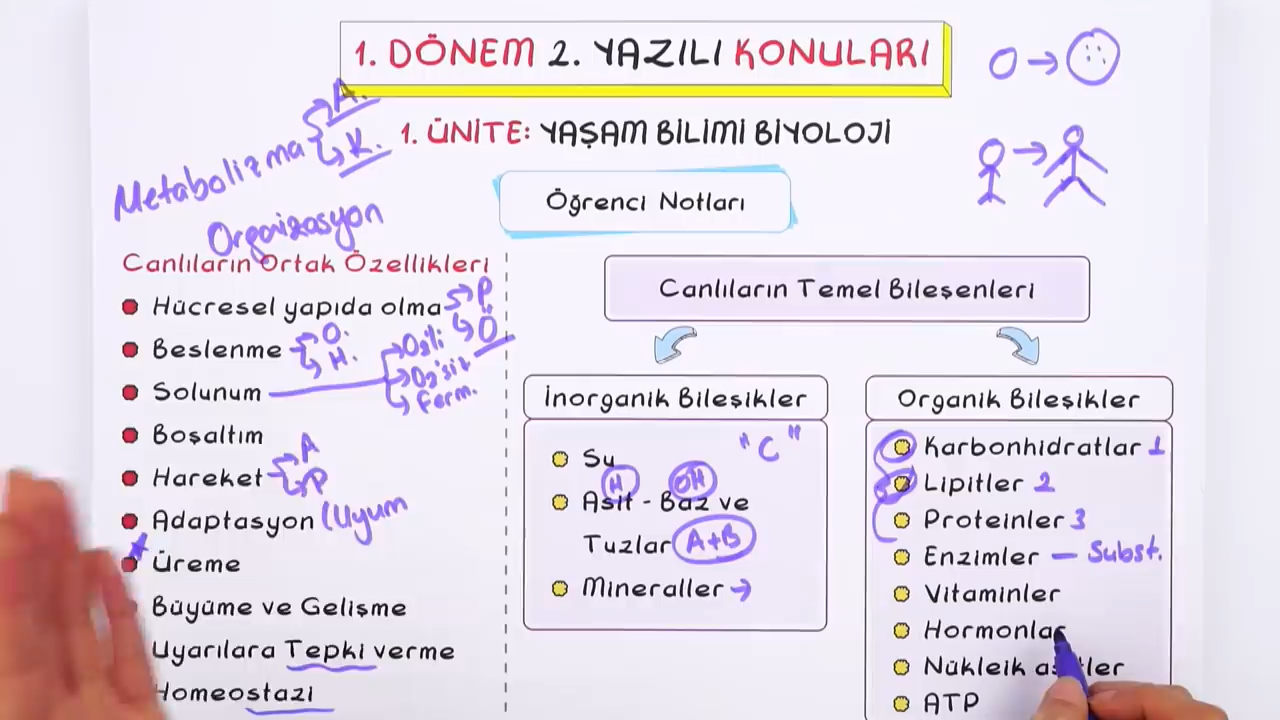 1. DÖNEM 2. YAZILI KONULARI
1. ÜNİTE: YAŞAM BİLİMİ BİYOLOJİ
Metabolizma A. K.
Organizasyon
Öğrenci Notları
Canlıların Ortak Özellikleri
Hücresel yapıda olma P Ö
Beslenme O. H.
Solunum O₂li O₂'siz Ferm.
Boşaltım
Hareket A P
Adaptasyon (Uyum
Üreme
Büyüme ve Gelişme
Uyarılara Tepki verme
Homeostazi
Canlıların Temel Bileşenleri
İnorganik Bileşikler
"C"
Su
H OH
Asit - Baz ve
Tuzlar A+B
Mineraller
Organik Bileşikler
Karbonhidratlar 1
Lipitler 2
Proteinler 3
Enzimler - Subst.
Vitaminler
Hormonlar
Nükleik asitler
ATP